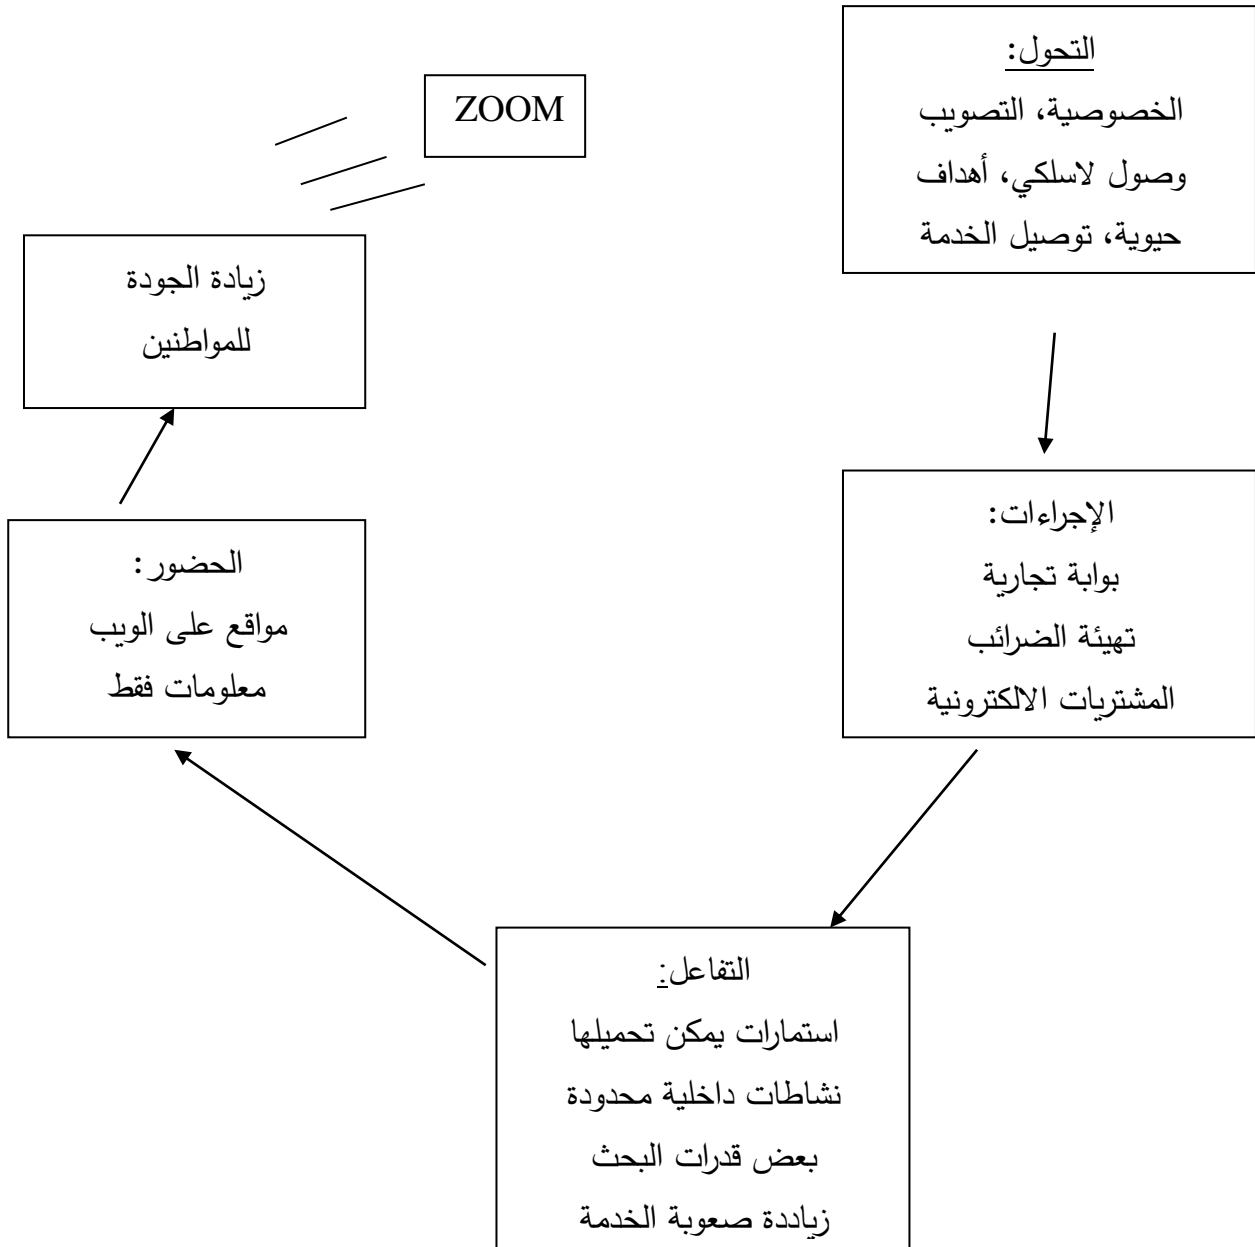 التحول:
الخصوصية، التصويب
وصول لاسلكي، أهداف
حيوية، توصيل الخدمة
ZOOM
زيادة الجودة
للمواطنين
الإجراءات:
بوابة تجارية
تهيئة الضرائب
المشتريات الالكترونية
الحضور:
مواقع على الويب
معلومات فقط
التفاعل:
استمارات يمكن تحميلها
نشاطات داخلية محدودة
بعض قدرات البحث
زياددة صعوبة الخدمة